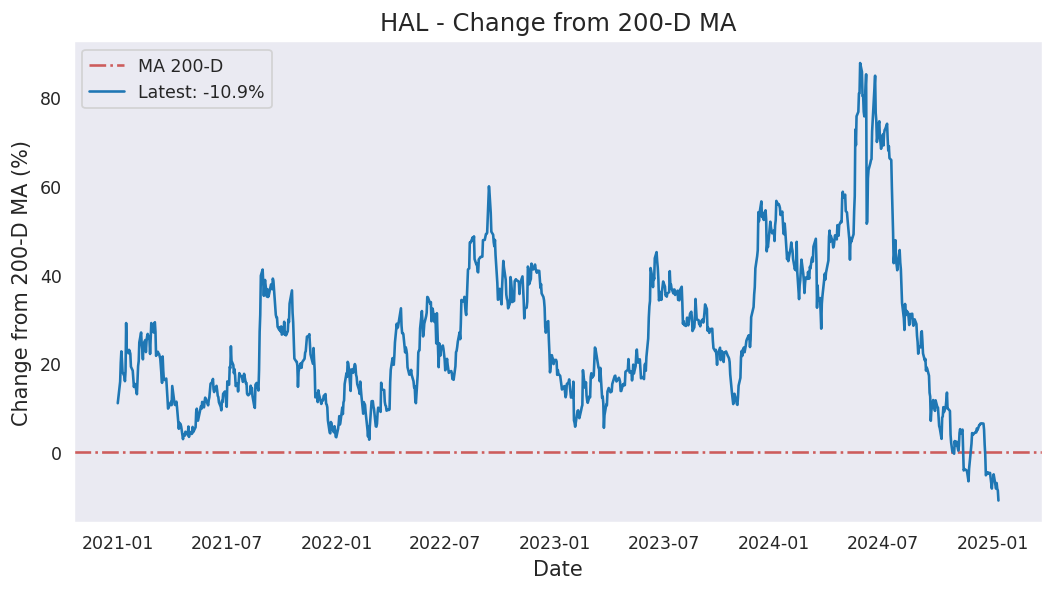 HAL - Change from 200-D MA
MA 200-D
Latest: -10.9%
Change from 200-D MA (%)
80
60
40
20
0
2021-01 2021-07 2022-01 2022-07 2023-01 2023-07 2024-01 2024-07 2025-01
Date